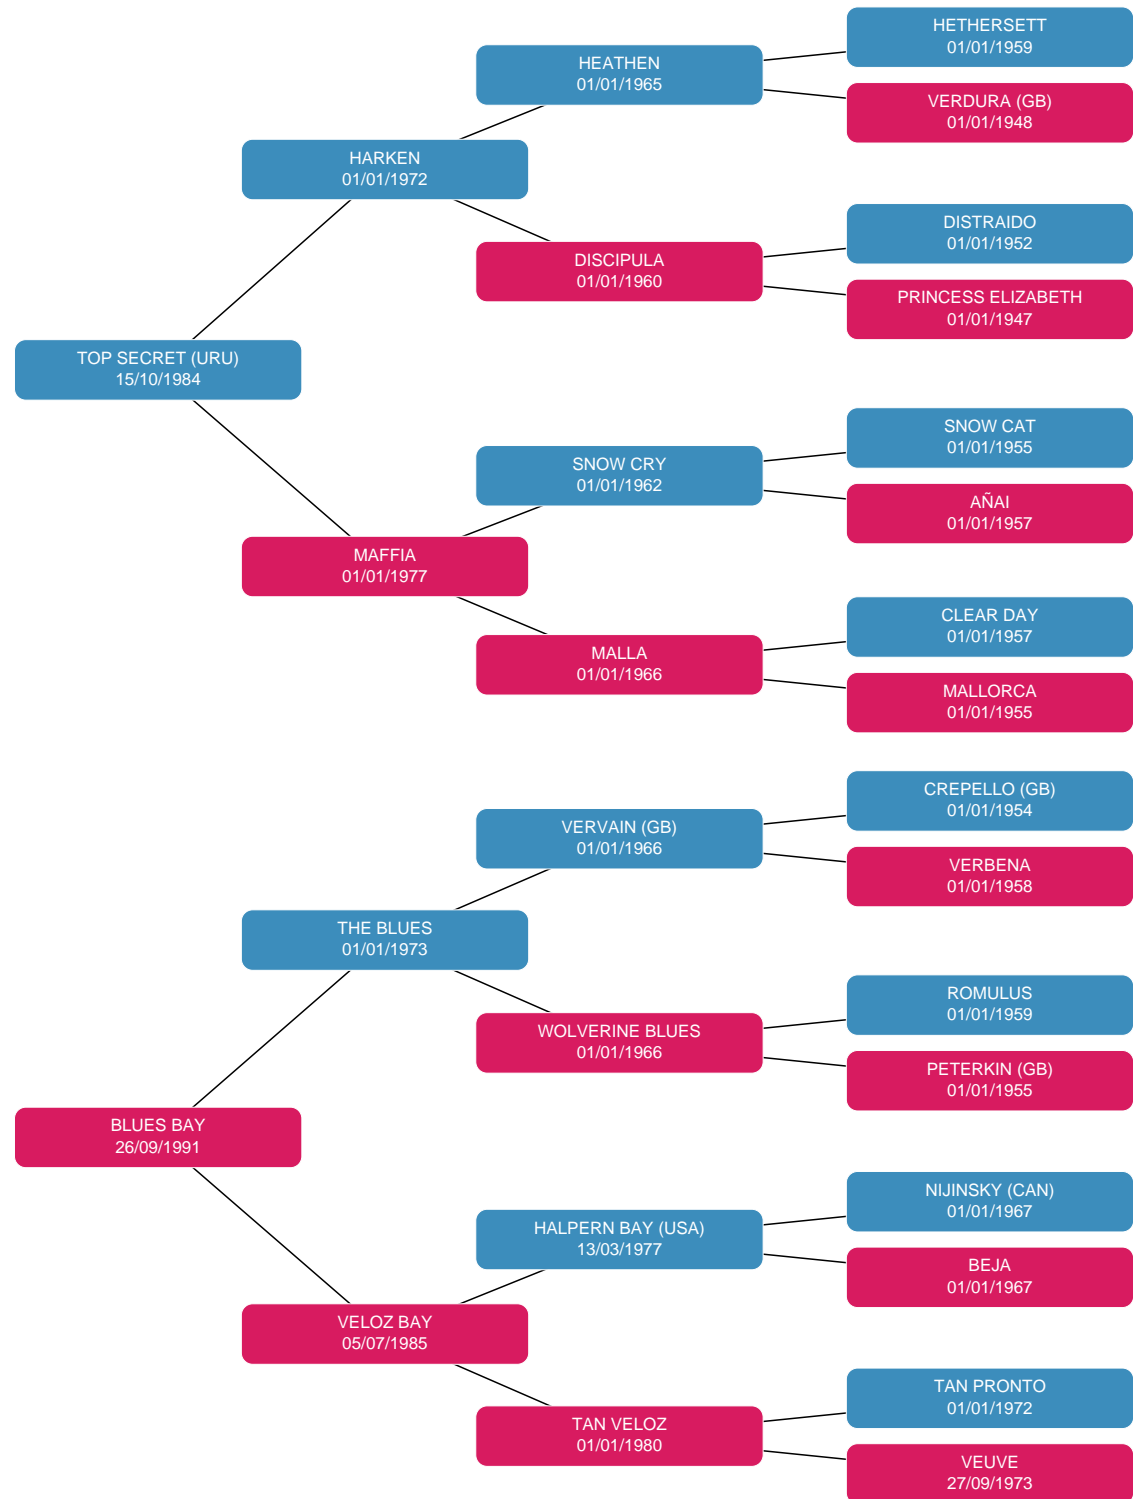 HETHERSETT
01/01/1959
HEATHEN
01/01/1965
VERDURA (GB)
01/01/1948
HARKEN
01/01/1972
DISTRAIDO
01/01/1952
DISCIPULA
01/01/1960
PRINCESS ELIZABETH
01/01/1947
TOP SECRET (URU)
15/10/1984
SNOW CAT
01/01/1955
SNOW CRY
01/01/1962
AÑAI
01/01/1957
MAFFIA
01/01/1977
CLEAR DAY
01/01/1957
MALLA
01/01/1966
MALLORCA
01/01/1955
CREPELLO (GB)
01/01/1954
VERVAIN (GB)
01/01/1966
VERBENA
01/01/1958
THE BLUES
01/01/1973
ROMULUS
01/01/1959
WOLVERINE BLUES
01/01/1966
PETERKIN (GB)
01/01/1955
BLUES BAY
26/09/1991
NIJINSKY (CAN)
01/01/1967
HALPERN BAY (USA)
13/03/1977
BEJA
01/01/1967
VELOZ BAY
05/07/1985
TAN PRONTO
01/01/1972
TAN VELOZ
01/01/1980
VEUVE
27/09/1973